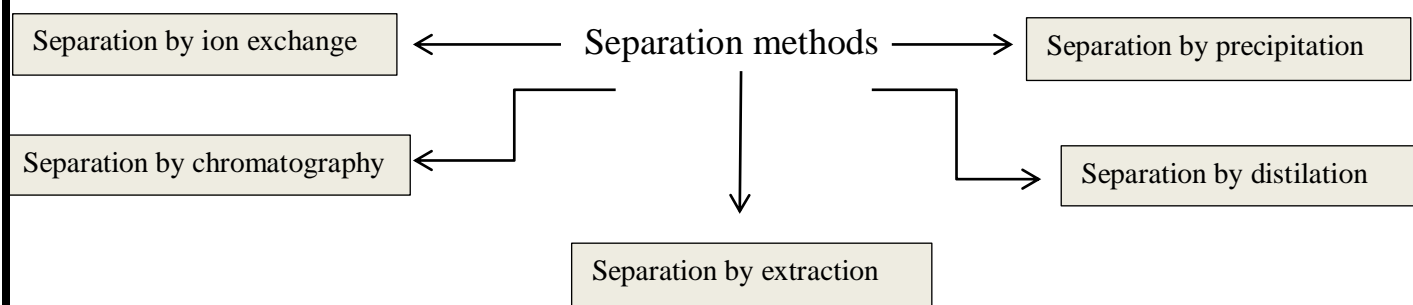 Separation by ion exchange
Separation methods
Separation by precipitation
Separation by chromatography
Separation by distilation
Separation by extraction